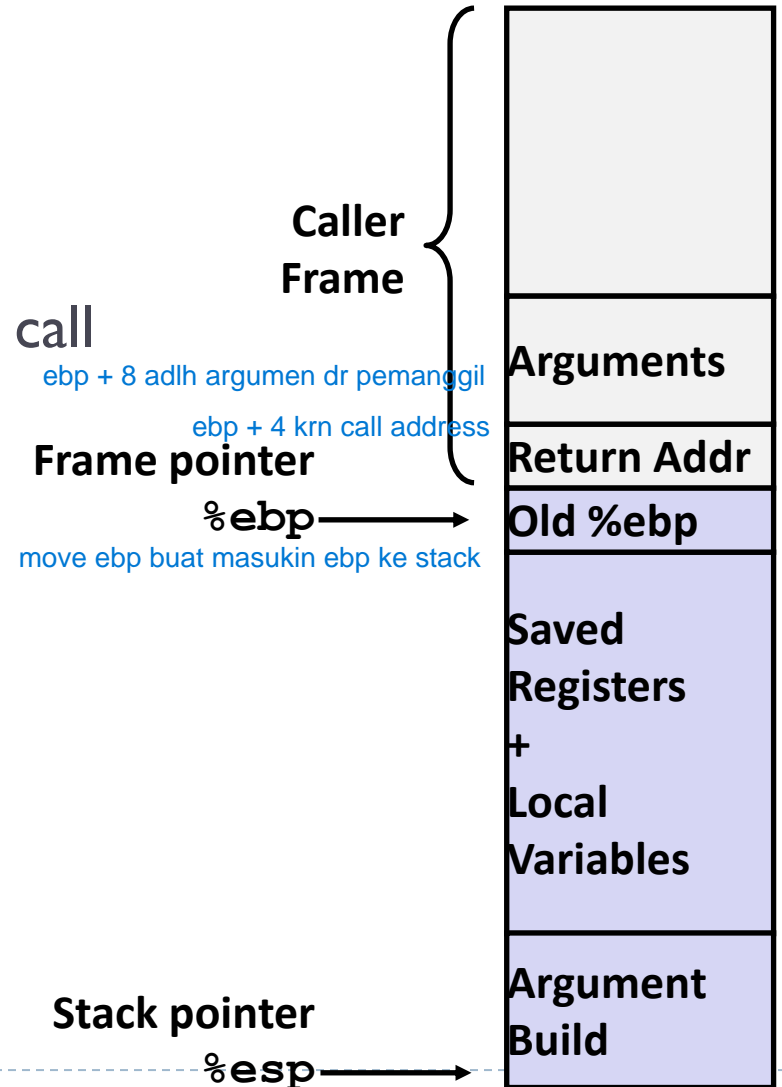 Caller
Frame
call
ebp + 8 adlh argumen dr pemanggil
Arguments
ebp + 4 krn call address
Frame pointer
Return Addr
%ebp
Old %ebp
move ebp buat masukin ebp ke stack
Saved
Registers
+
Local
Variables
Argument
Build
Stack pointer
%esp